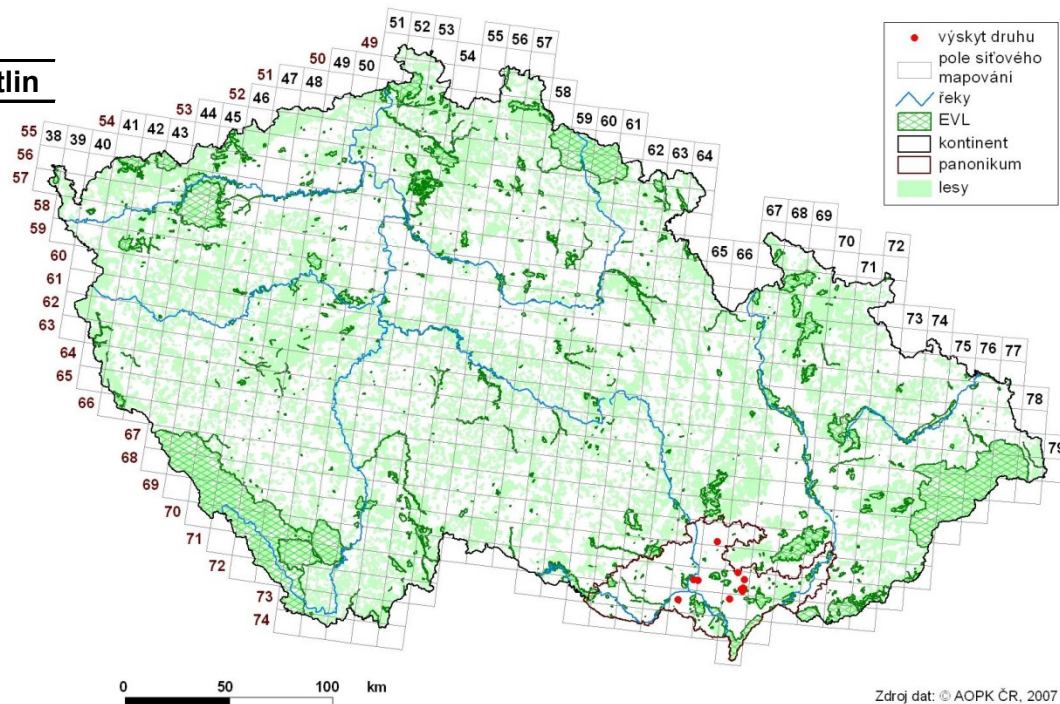 tlin
51 52 53
49
54
55 56 57
50
49 50
51
47 48
58
52
46
53
44 45
59 60 61
54
41 42 43
55
38 39 40
62 63 64
56
57
58
59
60
61
62
63
64
65
66
67
68
69
70
71
72
73
74
65 66
67 68 69
70
71
72
73 74
75 76 77
78
79
výskyt druhu
pole síťového
mapování
řeky
EVL
kontinent
panonikum
lesy
0 50 100 km
Zdroj dat: © AOPK ČR, 2007